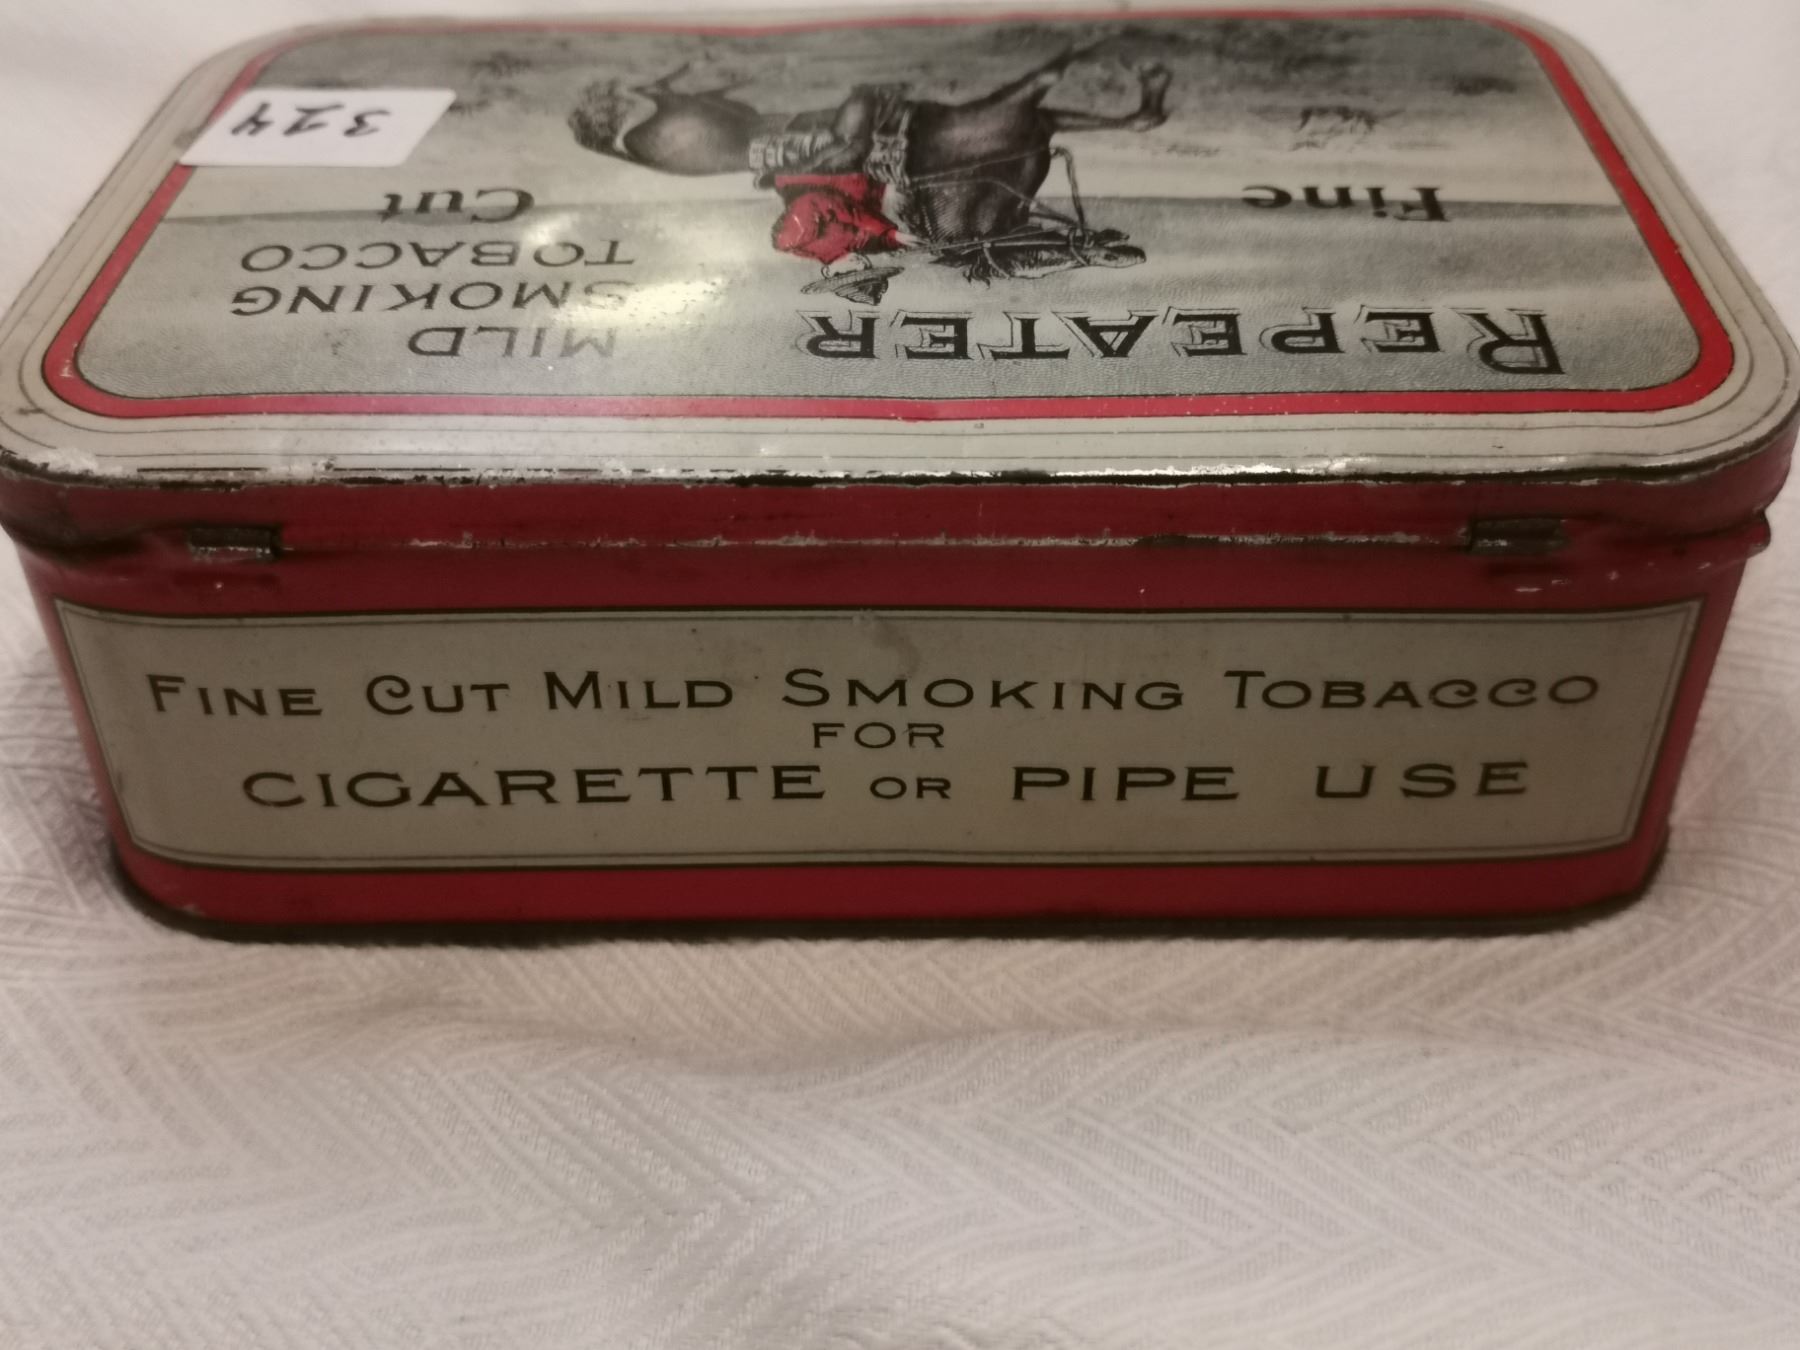 REPEATER
MILD
SMOKING
TOBACCO
Fine
Cut
324
FINE CUT MILD SMOKING TOBACCO
FOR
CIGARETTE OR PIPE USE